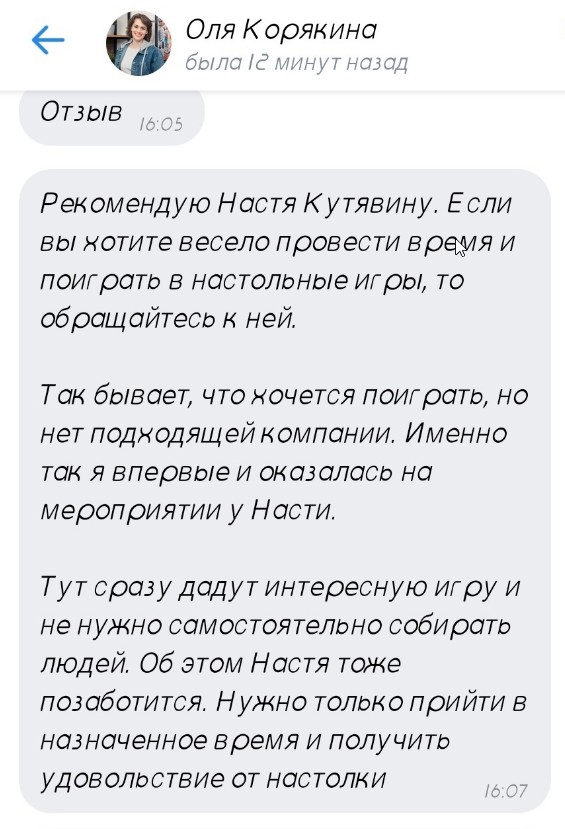 Оля Корякина
была 12 минут назад
Отзыв 16:05
Рекомендую Настя Кутявину. Если
вы хотите весело провести время и
поиграть в настольные игры, то
обращайтесь к ней.
Так бывает, что хочется поиграть, но
нет подходящей компании. Именно
так я впервые и оказалась на
мероприятии у Насти.
Тут сразу дадут интересную игру и
не нужно самостоятельно собирать
людей. Об этом Настя тоже
позаботится. Нужно только прийти в
назначенное время и получить
удовольствие от настолки
16:07